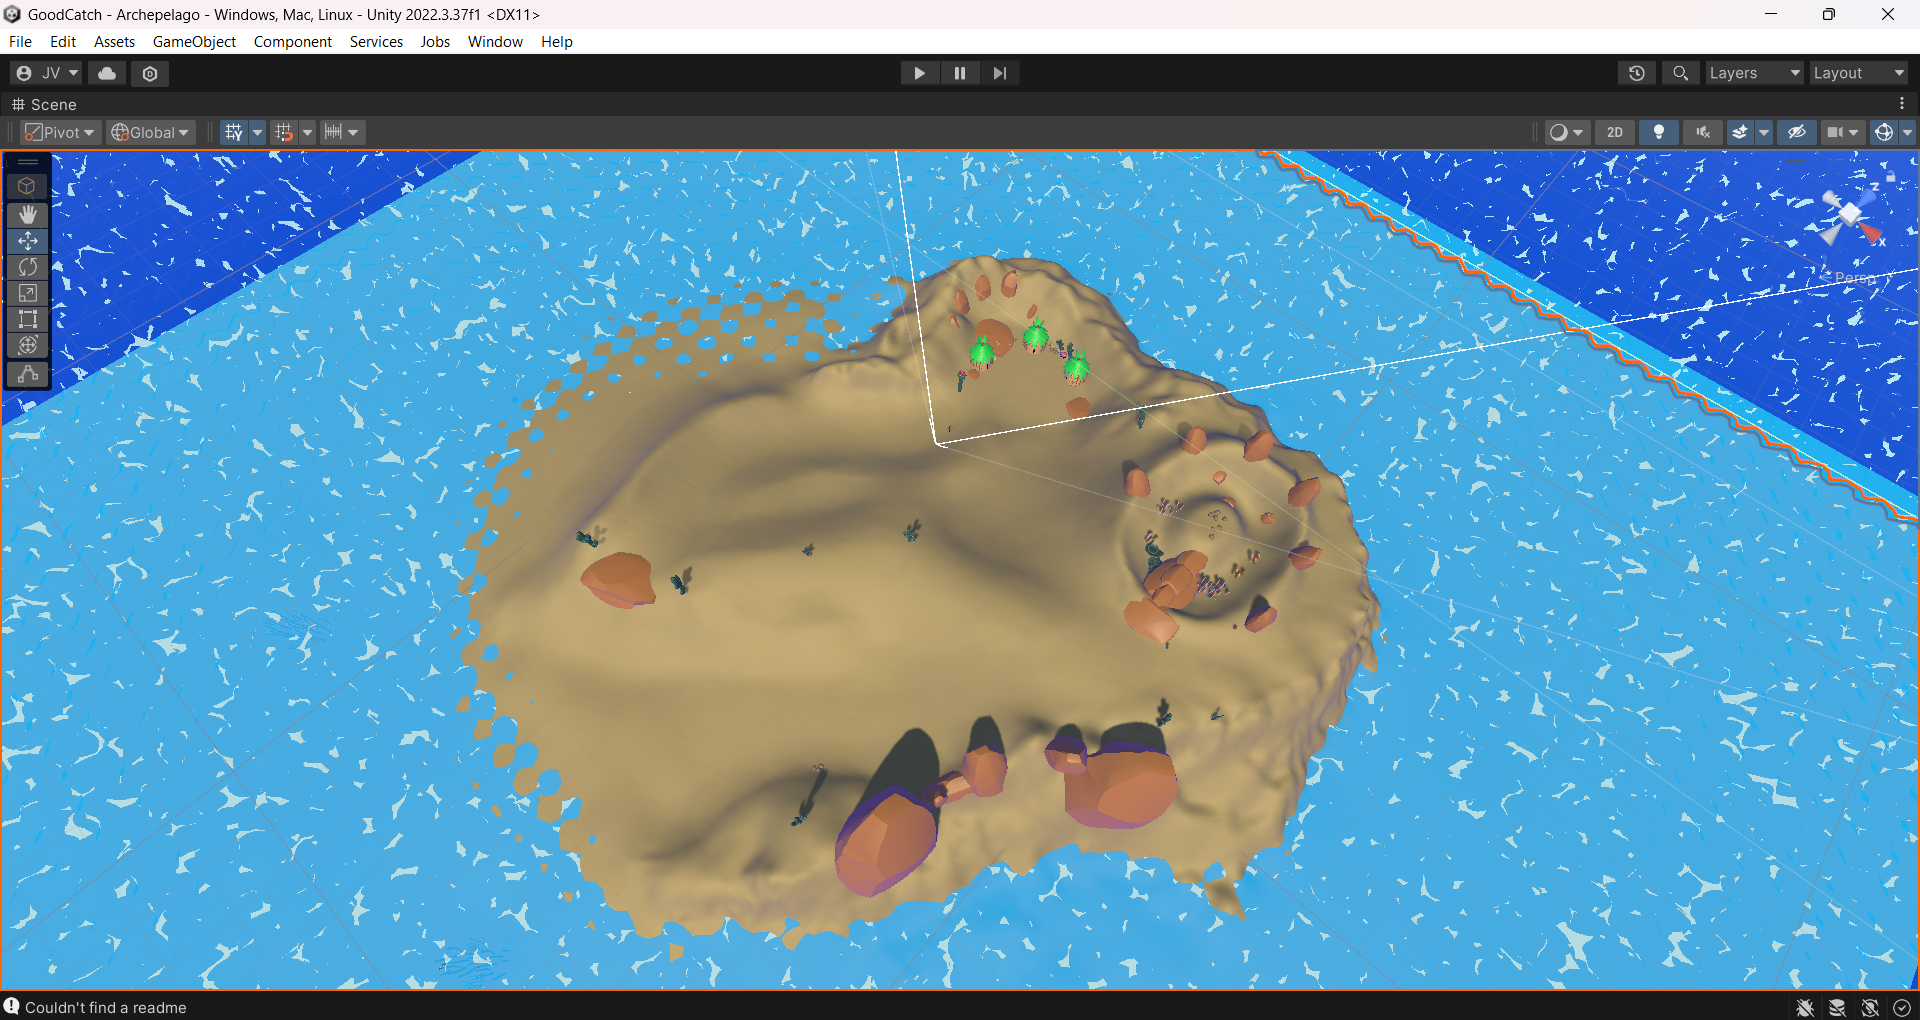 GoodCatch - Archepelago - Windows, Mac, Linux - Unity 2022.3.37f1 <DX11>
File Edit Assets GameObject Component Services Jobs Window Help
JV Layers Layout
Scene
Pivot Global 2D
z
x
Persp
Couldn't find a readme